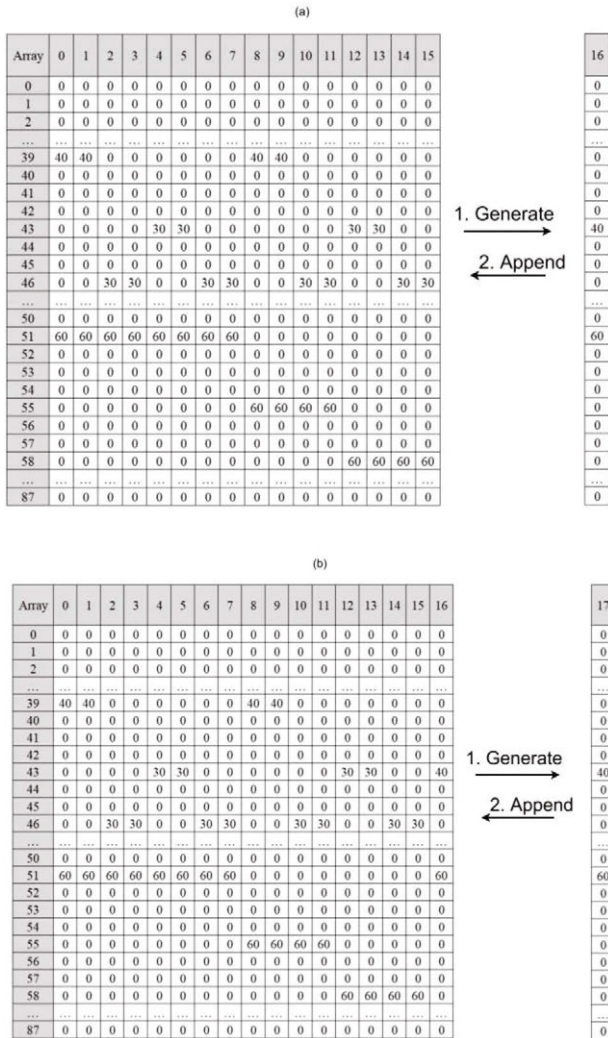 (a)
Array 0 1 2 3 4 5 6 7 8 9 10 11 12 13 14 15 16
0 0 0 0 0 0 0 0 0 0 0 0 0 0 0 0 0 0
1 0 0 0 0 0 0 0 0 0 0 0 0 0 0 0 0 0
2 0 0 0 0 0 0 0 0 0 0 0 0 0 0 0 0 0
... ... ... ... ... ... ... ... ... ... ... ... ... ... ... ... ... ...
39 40 40 0 0 0 0 0 0 40 40 0 0 0 0 0 0 0
40 0 0 0 0 0 0 0 0 0 0 0 0 0 0 0 0 0
41 0 0 0 0 0 0 0 0 0 0 0 0 0 0 0 0 0
42 0 0 0 0 0 0 0 0 0 0 0 0 0 0 0 0 0
1. Generate
43 0 0 0 0 30 30 0 0 0 0 0 0 30 30 0 0 40
44 0 0 0 0 0 0 0 0 0 0 0 0 0 0 0 0 0
45 0 0 0 0 0 0 0 0 0 0 0 0 0 0 0 0 0
2. Append
46 0 0 30 30 0 0 30 30 0 0 30 30 0 0 30 30 0
... ... ... ... ... ... ... ... ... ... ... ... ... ... ... ... ... ...
50 0 0 0 0 0 0 0 0 0 0 0 0 0 0 0 0 0
51 60 60 60 60 60 60 60 60 0 0 0 0 0 0 0 0 60
52 0 0 0 0 0 0 0 0 0 0 0 0 0 0 0 0 0
53 0 0 0 0 0 0 0 0 0 0 0 0 0 0 0 0 0
54 0 0 0 0 0 0 0 0 0 0 0 0 0 0 0 0 0
55 0 0 0 0 0 0 0 0 60 60 60 60 0 0 0 0 0
56 0 0 0 0 0 0 0 0 0 0 0 0 0 0 0 0 0
57 0 0 0 0 0 0 0 0 0 0 0 0 0 0 0 0 0
58 0 0 0 0 0 0 0 0 0 0 0 0 60 60 60 60 0
... ... ... ... ... ... ... ... ... ... ... ... ... ... ... ... ... ...
87 0 0 0 0 0 0 0 0 0 0 0 0 0 0 0 0 0
(b)
Array 0 1 2 3 4 5 6 7 8 9 10 11 12 13 14 15 16 17
0 0 0 0 0 0 0 0 0 0 0 0 0 0 0 0 0 0 0
1 0 0 0 0 0 0 0 0 0 0 0 0 0 0 0 0 0 0
2 0 0 0 0 0 0 0 0 0 0 0 0 0 0 0 0 0 0
... ... ... ... ... ... ... ... ... ... ... ... ... ... ... ... ... ... ...
39 40 40 0 0 0 0 0 0 40 40 0 0 0 0 0 0 0 0
40 0 0 0 0 0 0 0 0 0 0 0 0 0 0 0 0 0 0
41 0 0 0 0 0 0 0 0 0 0 0 0 0 0 0 0 0 0
42 0 0 0 0 0 0 0 0 0 0 0 0 0 0 0 0 0 0
1. Generate
43 0 0 0 0 30 30 0 0 0 0 0 0 30 30 0 0 40 40
44 0 0 0 0 0 0 0 0 0 0 0 0 0 0 0 0 0 0
45 0 0 0 0 0 0 0 0 0 0 0 0 0 0 0 0 0 0
2. Append
46 0 0 30 30 0 0 30 30 0 0 30 30 0 0 30 30 0 0
... ... ... ... ... ... ... ... ... ... ... ... ... ... ... ... ... ... ...
50 0 0 0 0 0 0 0 0 0 0 0 0 0 0 0 0 0 0
51 60 60 60 60 60 60 60 60 0 0 0 0 0 0 0 0 60 60
52 0 0 0 0 0 0 0 0 0 0 0 0 0 0 0 0 0 0
53 0 0 0 0 0 0 0 0 0 0 0 0 0 0 0 0 0 0
54 0 0 0 0 0 0 0 0 0 0 0 0 0 0 0 0 0 0
55 0 0 0 0 0 0 0 0 60 60 60 60 0 0 0 0 0 0
56 0 0 0 0 0 0 0 0 0 0 0 0 0 0 0 0 0 0
57 0 0 0 0 0 0 0 0 0 0 0 0 0 0 0 0 0 0
58 0 0 0 0 0 0 0 0 0 0 0 0 60 60 60 60 0 0
... ... ... ... ... ... ... ... ... ... ... ... ... ... ... ... ... ... ...
87 0 0 0 0 0 0 0 0 0 0 0 0 0 0 0 0 0 0